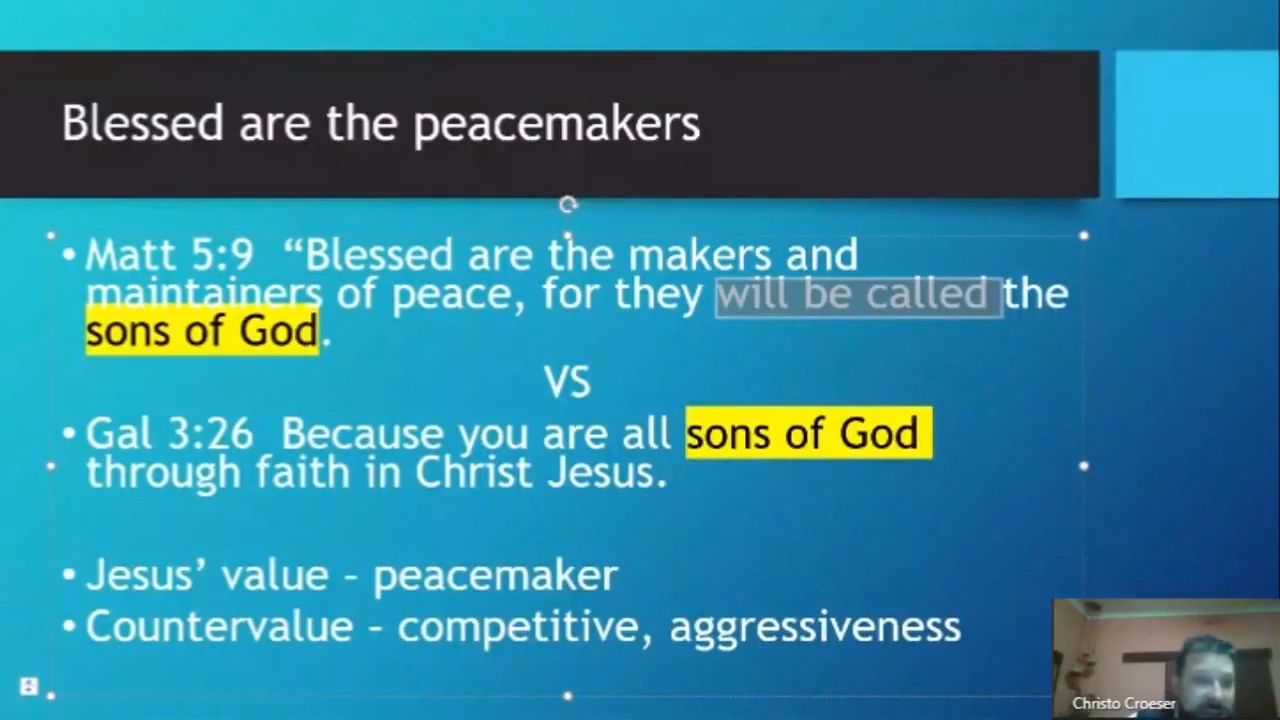 Blessed are the peacemakers
• Matt 5:9 “Blessed are the makers and
maintainers of peace, for they will be called the
sons of God.
VS
• Gal 3:26 Because you are all sons of God
through faith in Christ Jesus.
• Jesus’ value – peacemaker
• Countervalue – competitive, aggressiveness
Christo Croeser